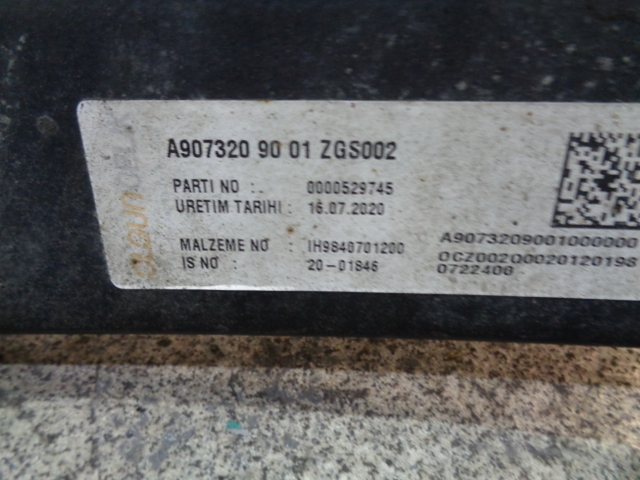 A907320 90 01 ZGS002
PARTI NO : . 0000529745
URETIM TARIHI : 16.07.2020
MALZEME NO : IH9840701200
IS NO : 20-01846
A9073209001000000
0CZ00200020120198
0722408